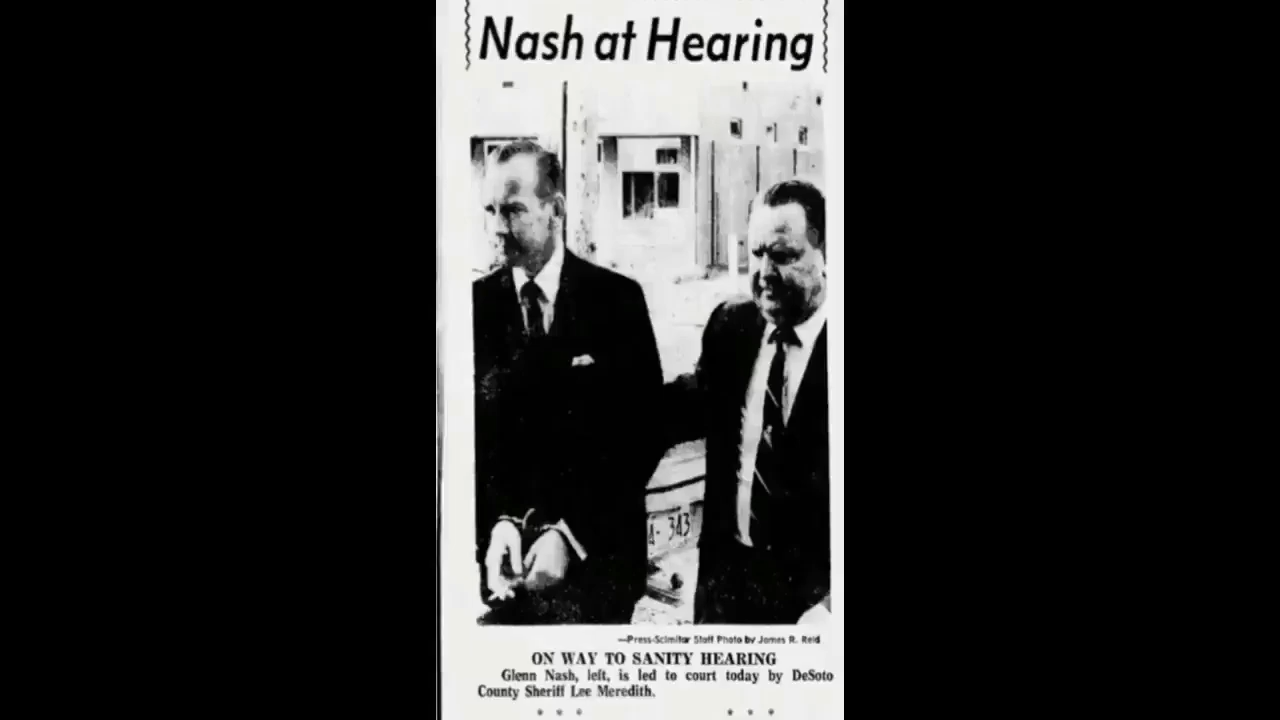 Nash at Hearing
A-343
—Press-Scimitar Staff Photo by James R. Reid
ON WAY TO SANITY HEARING
Glenn Nash, left, is led to court today by DeSoto
County Sheriff Lee Meredith.
* * * * * *